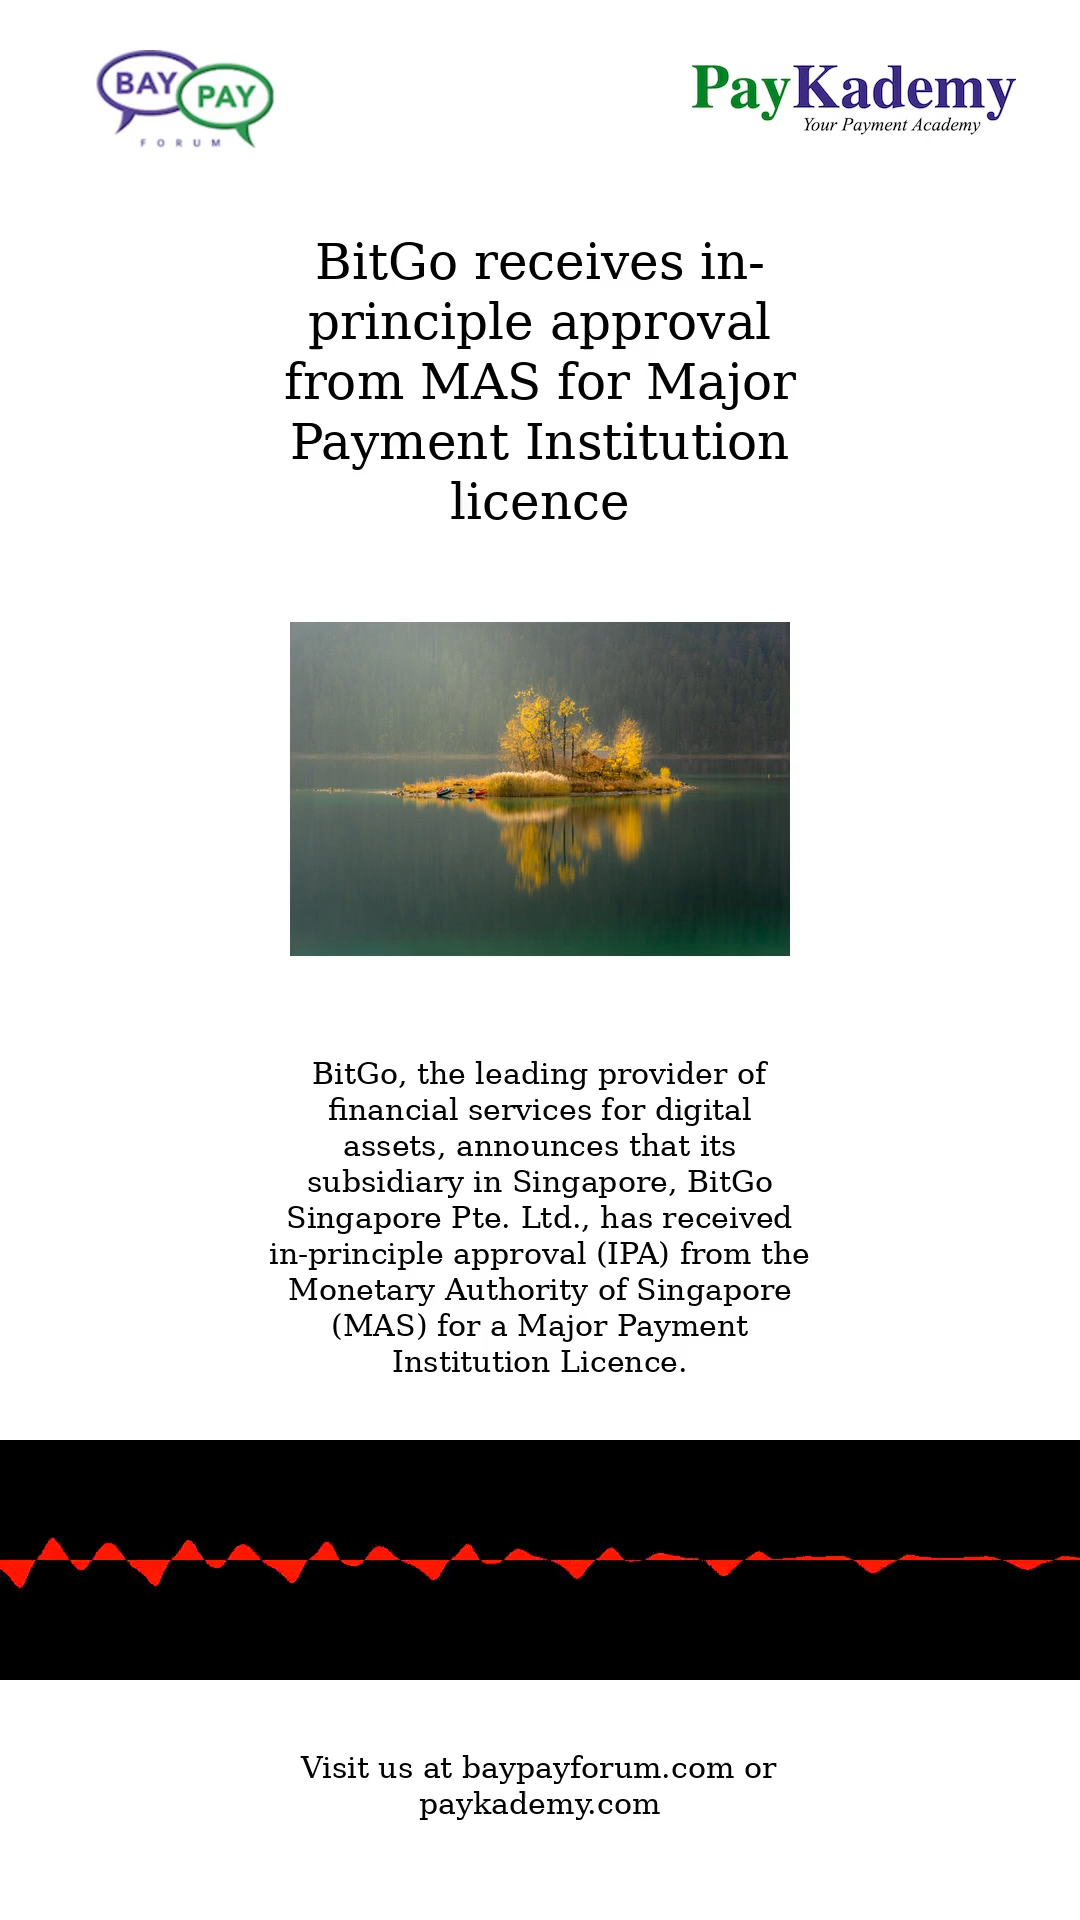 BAY PAY
FORUM
PayKademy
Your Payment Academy
BitGo receives in-
principle approval
from MAS for Major
Payment Institution
licence
BitGo, the leading provider of
financial services for digital
assets, announces that its
subsidiary in Singapore, BitGo
Singapore Pte. Ltd., has received
in-principle approval (IPA) from the
Monetary Authority of Singapore
(MAS) for a Major Payment
Institution Licence.
Visit us at baypayforum.com or
paykademy.com